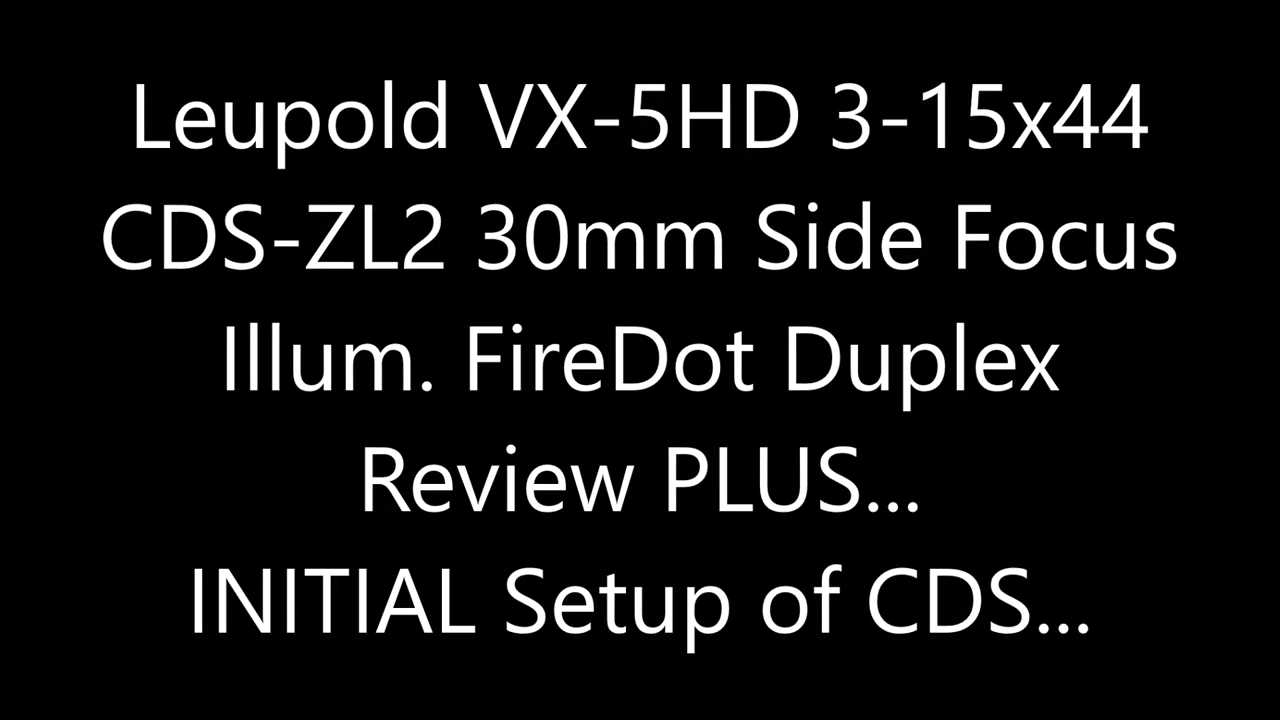 Leupold VX-5HD 3-15x44
CDS-ZL2 30mm Side Focus
Illum. FireDot Duplex
Review PLUS...
INITIAL Setup of CDS...